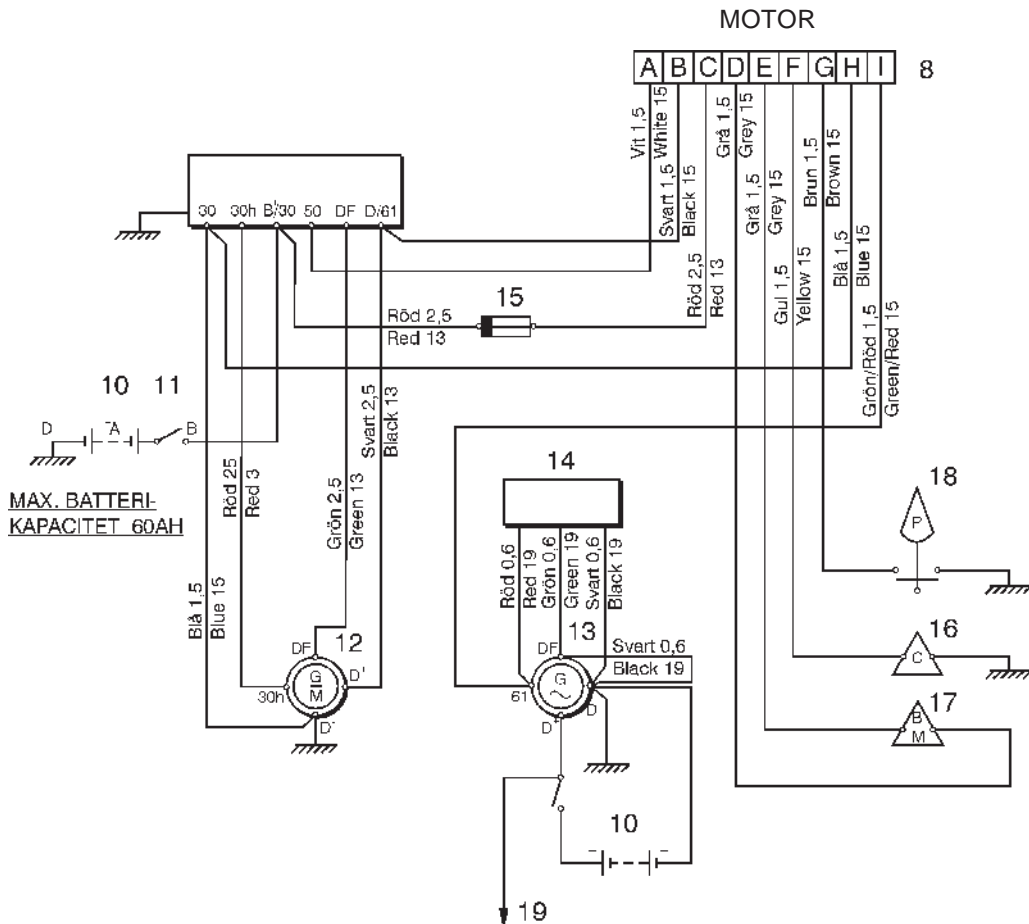 MOTOR
A B C D E F G H I 8
Vit 1,5
White 15
Svart 1,5
Black 15
Röd 2,5
Red 13
Grå 1,5
Grey 15
Grå 1,5
Grey 15
Gul 1,5
Yellow 15
Brun 1,5
Brown 15
Blå 1,5
Blue 15
Grön/Röd 1,5
Green/Red 15
30 30h B/30 50 DF D/61
15
Röd 2,5
Red 13
10 11
D A B
MAX. BATTERI-
KAPACITET 60AH
Röd 25
Red 3
Grön 2,5
Green 13
Svart 2,5
Black 13
Blå 1,5
Blue 15
DF 12
G
M
30h
D+
D-
14
Röd 0,6
Red 19
Grön 0,6
Green 19
Svart 0,6
Black 19
DF 13
Svart 0,6
Black 19
G
~
61
D
D+
10
19
18
P
16
C
17
B
M